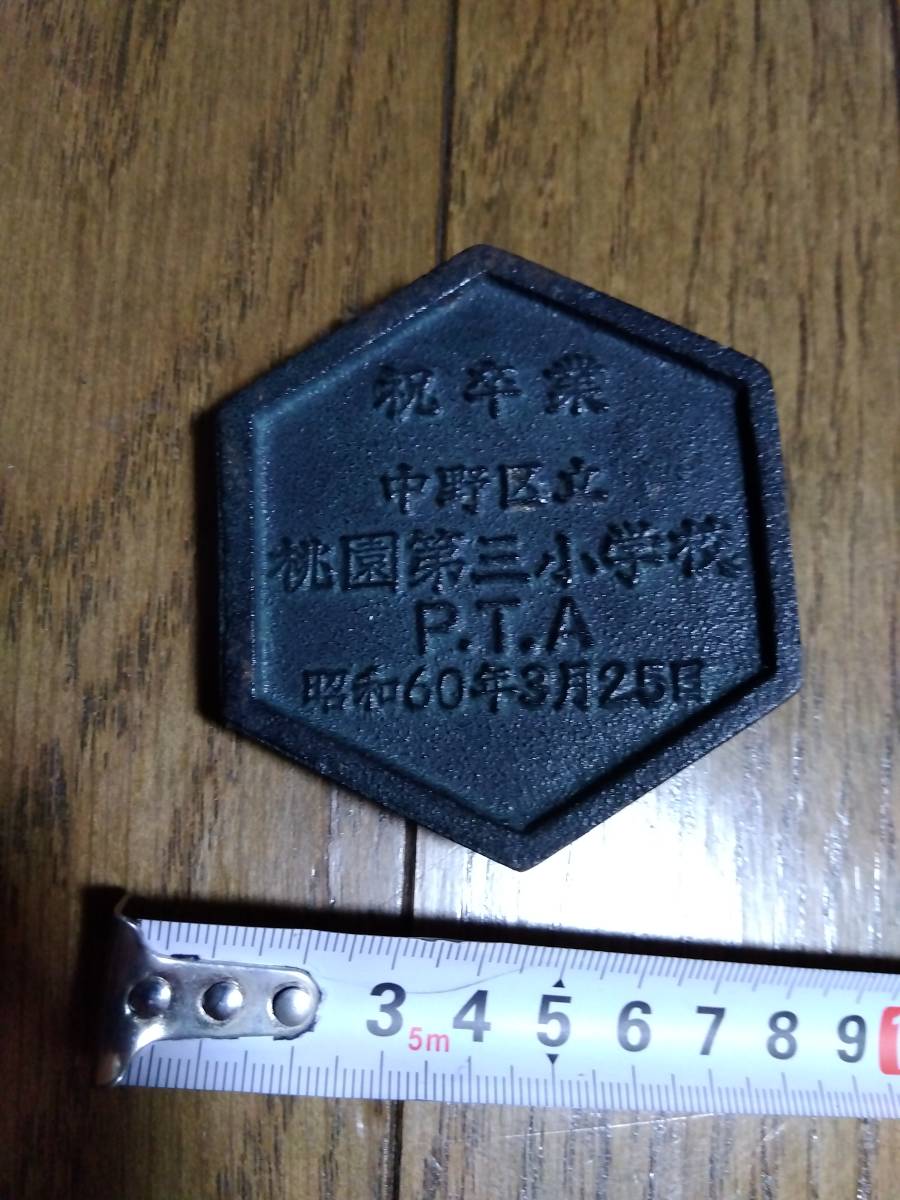 祝卒業
中野区立
桃園第三小学校
P.T.A
昭和60年3月25日
3 4 5 6 7 8 9 1
5m